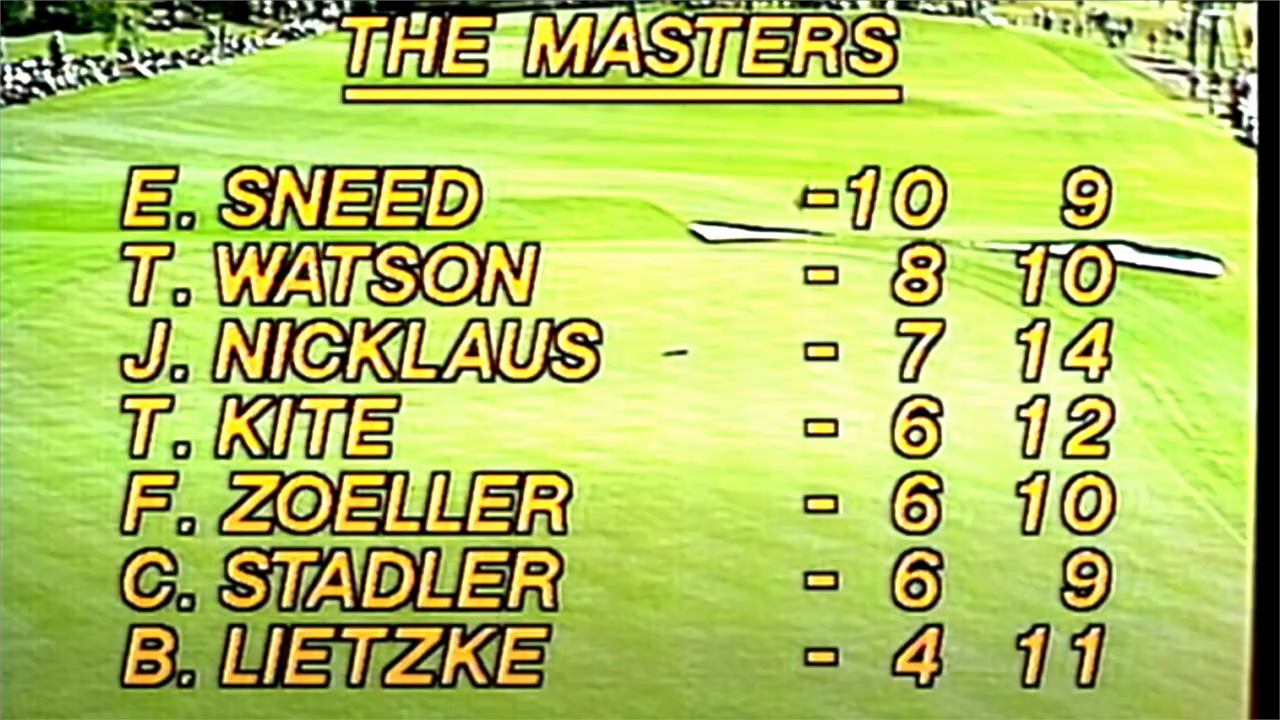 THE MASTERS
E. SNEED -10 9
T. WATSON - 8 10
J. NICKLAUS - 7 14
T. KITE - 6 12
F. ZOELLER - 6 10
C. STADLER - 6 9
B. LIETZKE - 4 11